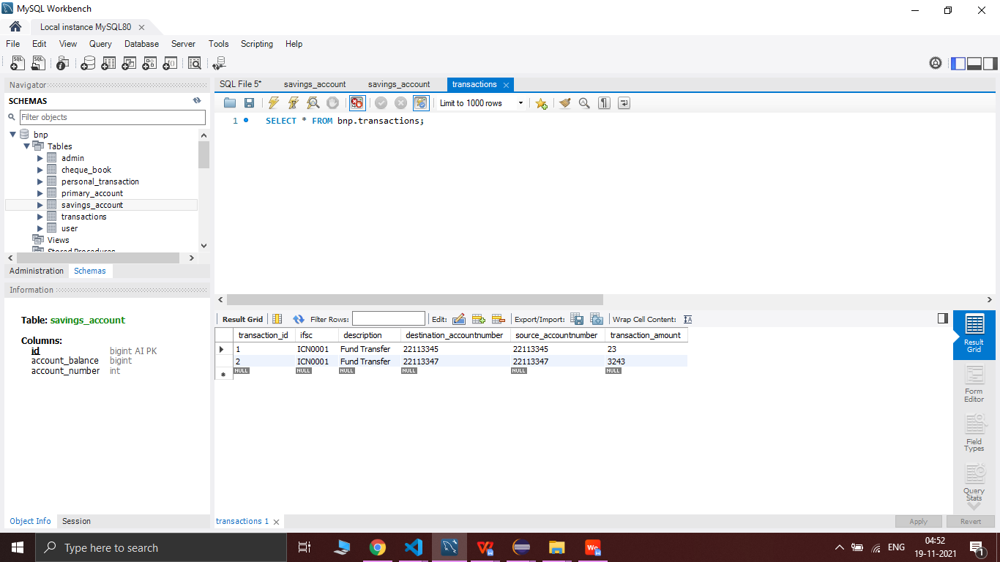 MySQL Workbench
Local instance MySQL80
File Edit View Query Database Server Tools Scripting Help
Navigator
SCHEMAS
Filter objects
bnp
Tables
admin
cheque_book
personal_transaction
primary_account
savings_account
transactions
user
Views
Stored Procedures
Administration Schemas
Information
Table: savings_account
Columns:
id bigint AI PK
account_balance bigint
account_number int
Object Info Session
SQL File 5* savings_account savings_account transactions
Limit to 1000 rows
1 SELECT * FROM bnp.transactions;
Result Grid Filter Rows: Edit: Export/Import: Wrap Cell Content: IA
transaction_id ifsc description destination_accountnumber source_accountnumber transaction_amount
1 ICN0001 Fund Transfer 22113345 22113345 23
2 ICN0001 Fund Transfer 22113347 22113347 3243
NULL NULL NULL NULL NULL NULL
Result
Grid
Form
Editor
Field
Types
Query
Stats
transactions 1
Apply Revert
Type here to search
ENG
04:52
19-11-2021
1